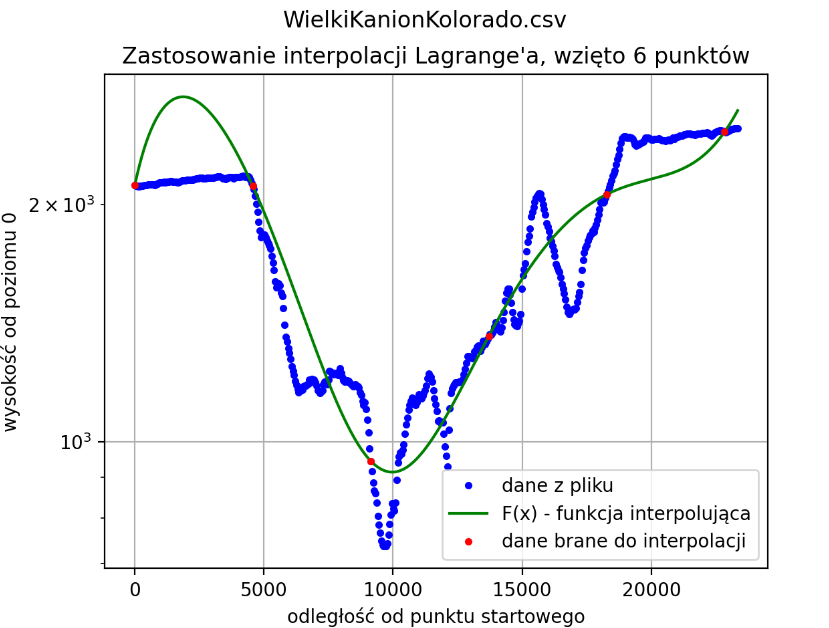 WielkiKanionKolorado.csv
Zastosowanie interpolacji Lagrange'a, wzięto 6 punktów
wysokość od poziomu 0
2 × 10³
10³
dane z pliku
F(x) - funkcja interpolująca
dane brane do interpolacji
0 5000 10000 15000 20000
odległość od punktu startowego